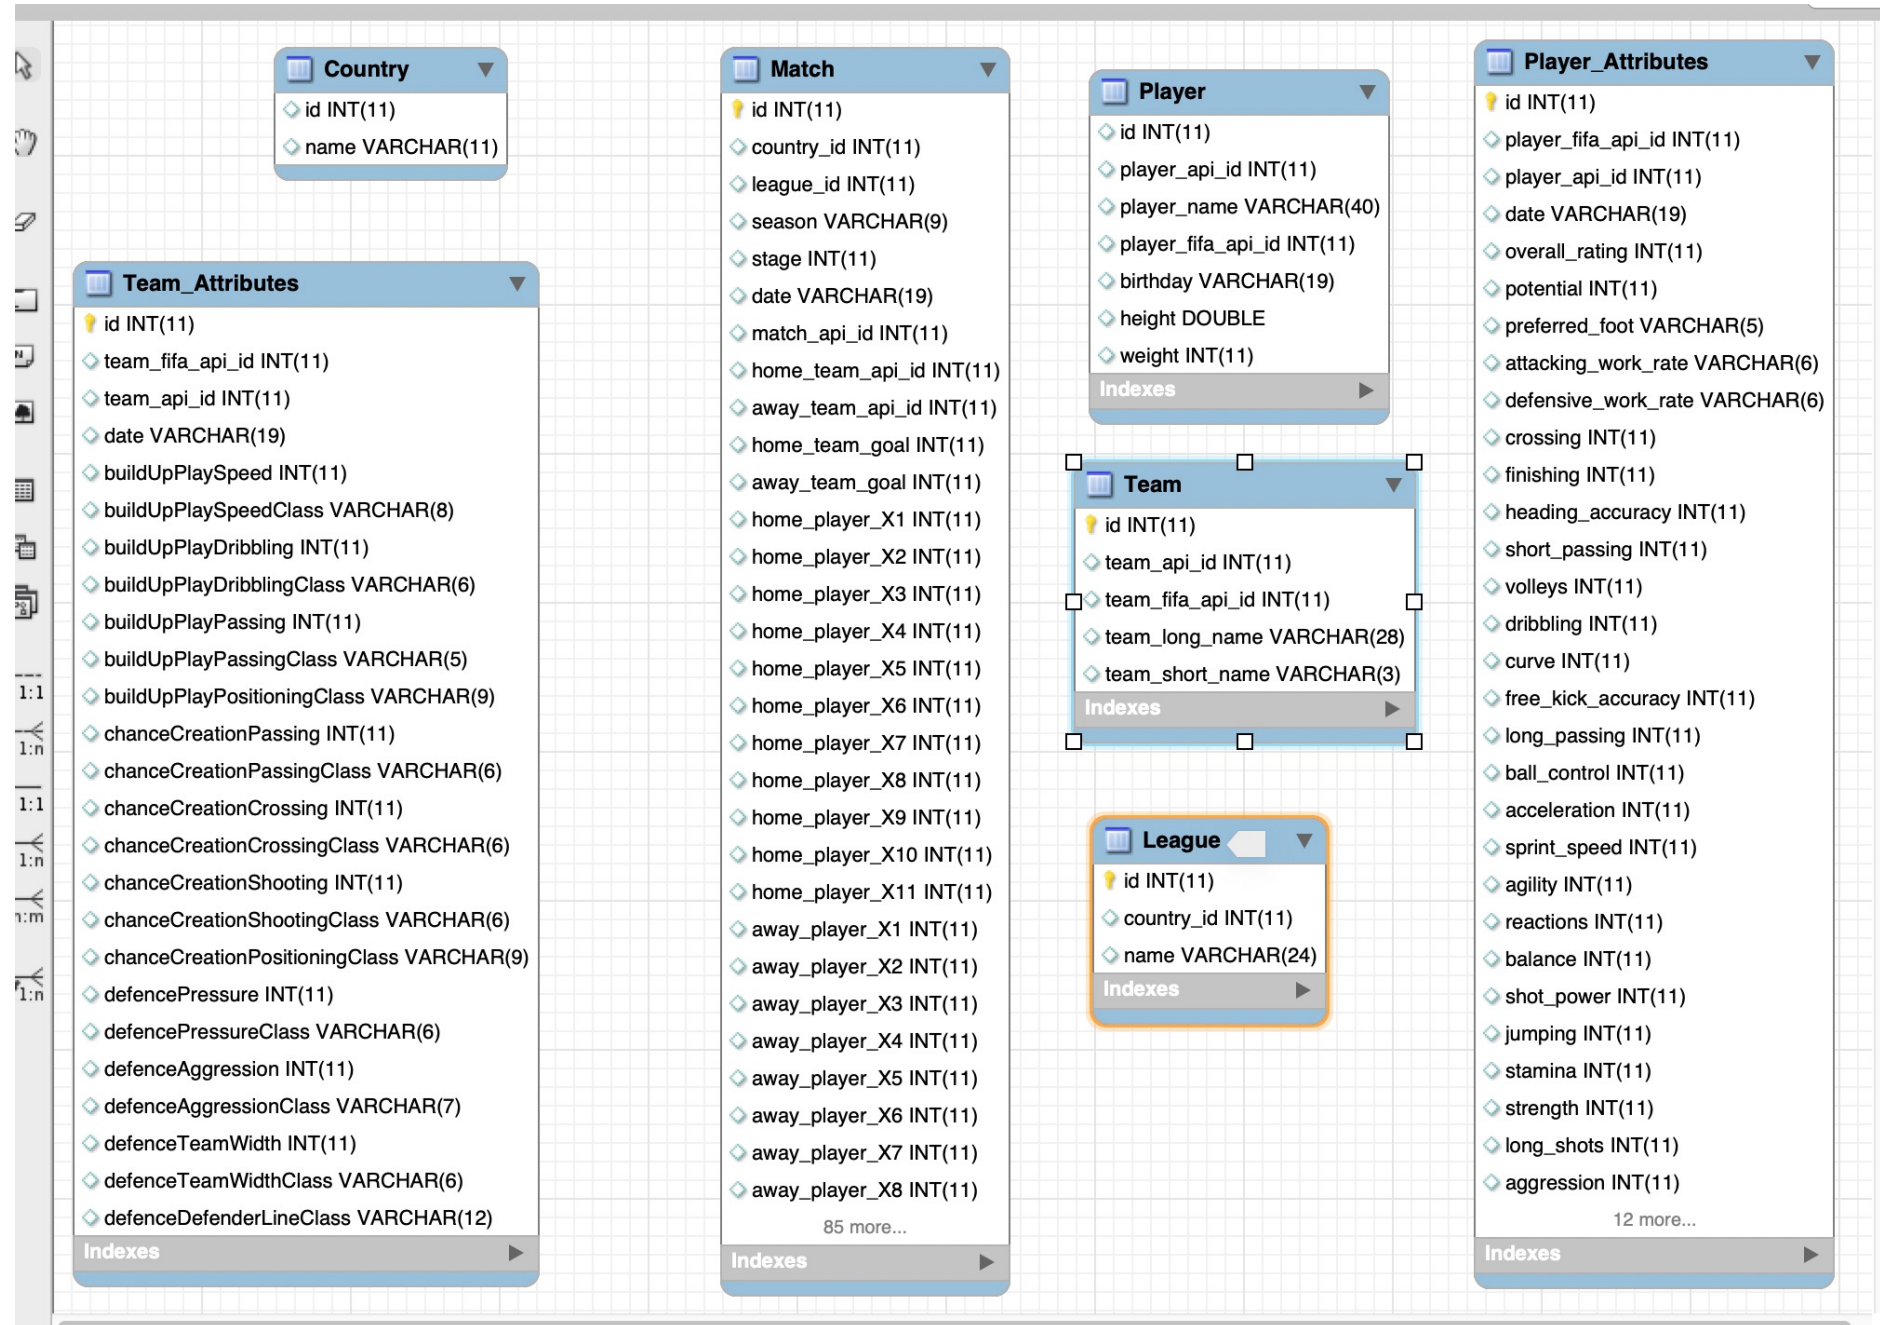 Country
id INT(11)
name VARCHAR(11)
Team_Attributes
id INT(11)
team_fifa_api_id INT(11)
team_api_id INT(11)
date VARCHAR(19)
buildUpPlaySpeed INT(11)
buildUpPlaySpeedClass VARCHAR(8)
buildUpPlayDribbling INT(11)
buildUpPlayDribblingClass VARCHAR(6)
buildUpPlayPassing INT(11)
buildUpPlayPassingClass VARCHAR(5)
buildUpPlayPositioningClass VARCHAR(9)
chanceCreationPassing INT(11)
chanceCreationPassingClass VARCHAR(6)
chanceCreationCrossing INT(11)
chanceCreationCrossingClass VARCHAR(6)
chanceCreationShooting INT(11)
chanceCreationShootingClass VARCHAR(6)
chanceCreationPositioningClass VARCHAR(9)
defencePressure INT(11)
defencePressureClass VARCHAR(6)
defenceAggression INT(11)
defenceAggressionClass VARCHAR(7)
defenceTeamWidth INT(11)
defenceTeamWidthClass VARCHAR(6)
defenceDefenderLineClass VARCHAR(12)
Indexes
Match
id INT(11)
country_id INT(11)
league_id INT(11)
season VARCHAR(9)
stage INT(11)
date VARCHAR(19)
match_api_id INT(11)
home_team_api_id INT(11)
away_team_api_id INT(11)
home_team_goal INT(11)
away_team_goal INT(11)
home_player_X1 INT(11)
home_player_X2 INT(11)
home_player_X3 INT(11)
home_player_X4 INT(11)
home_player_X5 INT(11)
home_player_X6 INT(11)
home_player_X7 INT(11)
home_player_X8 INT(11)
home_player_X9 INT(11)
home_player_X10 INT(11)
home_player_X11 INT(11)
away_player_X1 INT(11)
away_player_X2 INT(11)
away_player_X3 INT(11)
away_player_X4 INT(11)
away_player_X5 INT(11)
away_player_X6 INT(11)
away_player_X7 INT(11)
away_player_X8 INT(11)
85 more...
Indexes
Player
id INT(11)
player_api_id INT(11)
player_name VARCHAR(40)
player_fifa_api_id INT(11)
birthday VARCHAR(19)
height DOUBLE
weight INT(11)
Indexes
Team
id INT(11)
team_api_id INT(11)
team_fifa_api_id INT(11)
team_long_name VARCHAR(28)
team_short_name VARCHAR(3)
Indexes
League
id INT(11)
country_id INT(11)
name VARCHAR(24)
Indexes
Player_Attributes
id INT(11)
player_fifa_api_id INT(11)
player_api_id INT(11)
date VARCHAR(19)
overall_rating INT(11)
potential INT(11)
preferred_foot VARCHAR(5)
attacking_work_rate VARCHAR(6)
defensive_work_rate VARCHAR(6)
crossing INT(11)
finishing INT(11)
heading_accuracy INT(11)
short_passing INT(11)
volleys INT(11)
dribbling INT(11)
curve INT(11)
free_kick_accuracy INT(11)
long_passing INT(11)
ball_control INT(11)
acceleration INT(11)
sprint_speed INT(11)
agility INT(11)
reactions INT(11)
balance INT(11)
shot_power INT(11)
jumping INT(11)
stamina INT(11)
strength INT(11)
long_shots INT(11)
aggression INT(11)
12 more...
Indexes
1:1
1:n
1:1
1:n
n:m
1:n